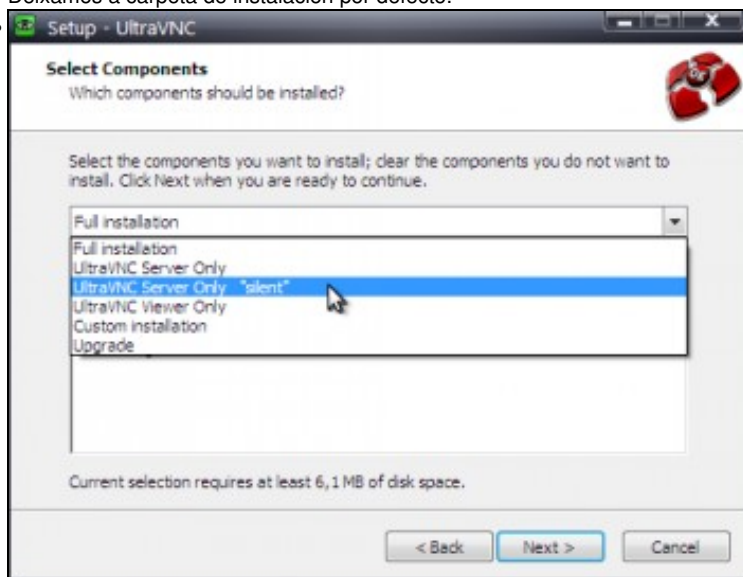 Deixamos a carpeta de instalación por defecto.
Setup - UltraVNC
Select Components
Which components should be installed?
Select the components you want to install; clear the components you do not want to
install. Click Next when you are ready to continue.
Full installation
Full installation
UltraVNC Server Only
UltraVNC Server Only "silent"
UltraVNC Viewer Only
Custom installation
Upgrade
Current selection requires at least 6,1 MB of disk space.
< Back Next > Cancel